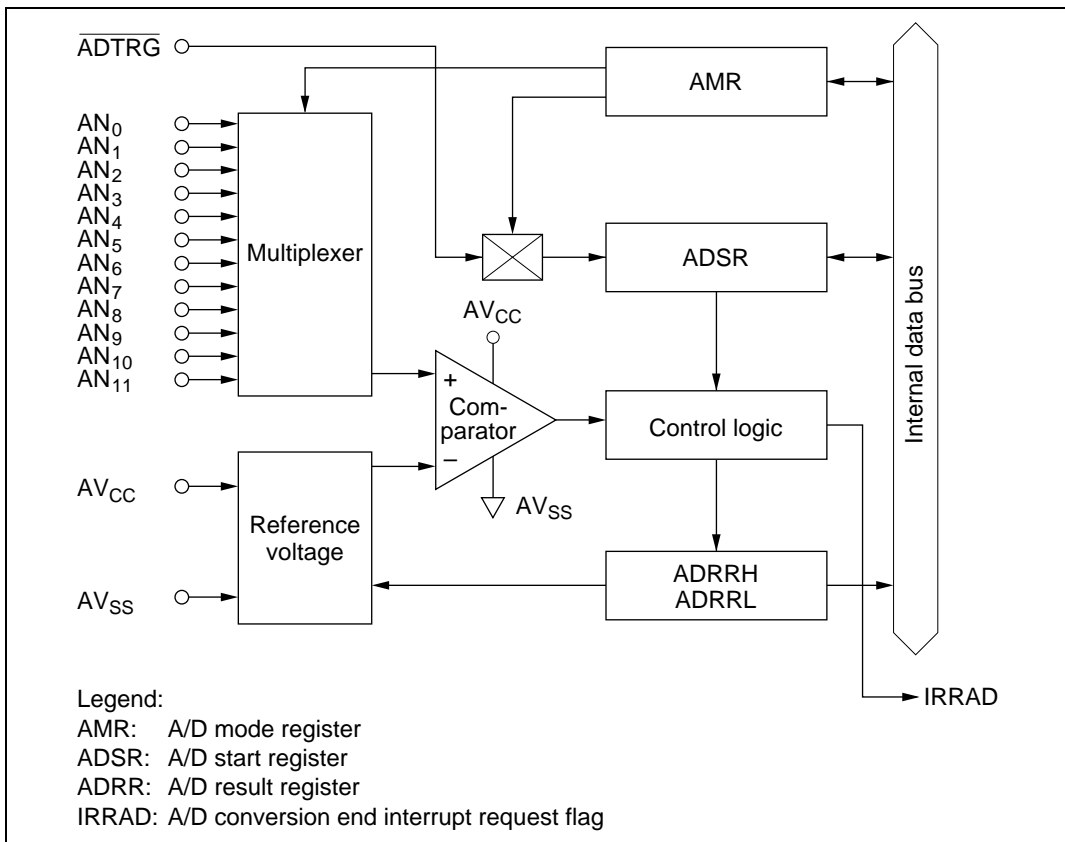 ADTRG
AMR
AN0
AN1
AN2
AN3
AN4
AN5
AN6
AN7
AN8
AN9
AN10
AN11
Multiplexer
ADSR
Internal data bus
AVCC
+
Com-
parator
−
AVSS
Control logic
AVCC
AVSS
Reference
voltage
ADRRH
ADRRL
IRRAD
Legend:
AMR: A/D mode register
ADSR: A/D start register
ADRR: A/D result register
IRRAD: A/D conversion end interrupt request flag